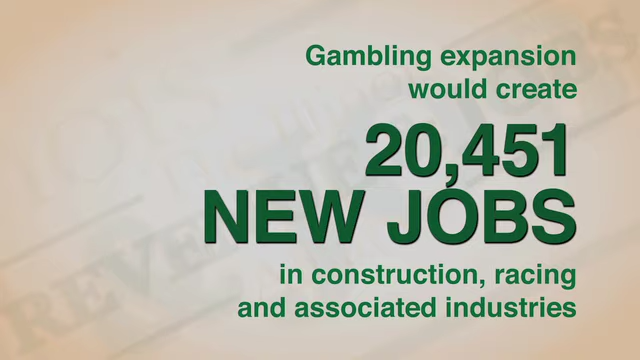 Gambling expansion
would create
20,451
NEW JOBS
in construction, racing
and associated industries